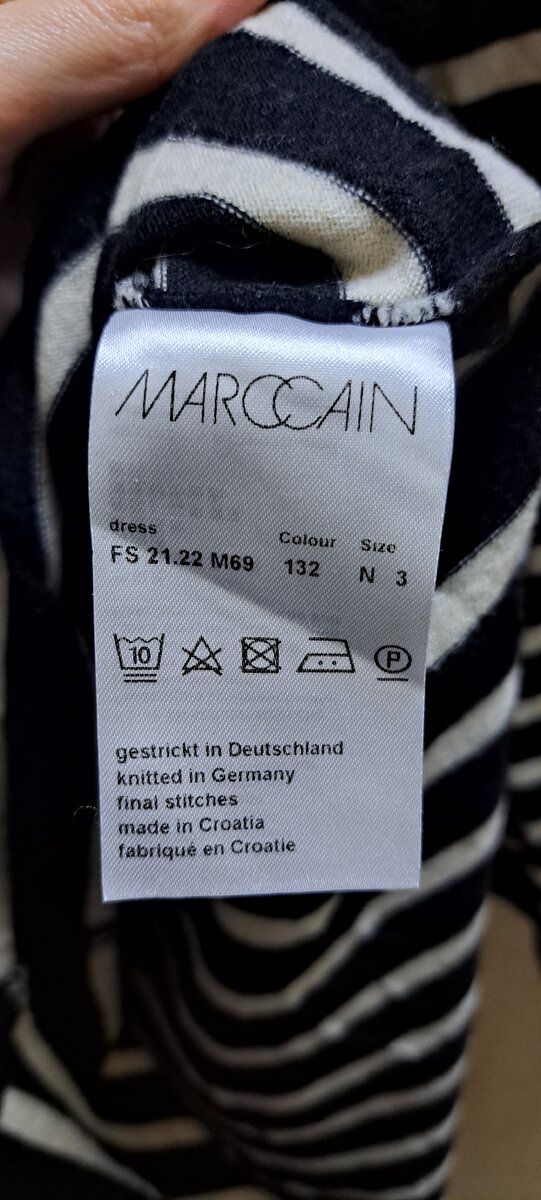 MARCCAIN
dress Colour Size
FS 21.22 M69 132 N 3
10 P
gestrickt in Deutschland
knitted in Germany
final stitches
made in Croatia
fabriqué en Croatie